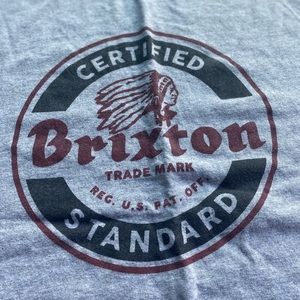 CERTIFIED
Brixton
TRADE MARK
REG. U.S. PAT. OFF.
STANDARD